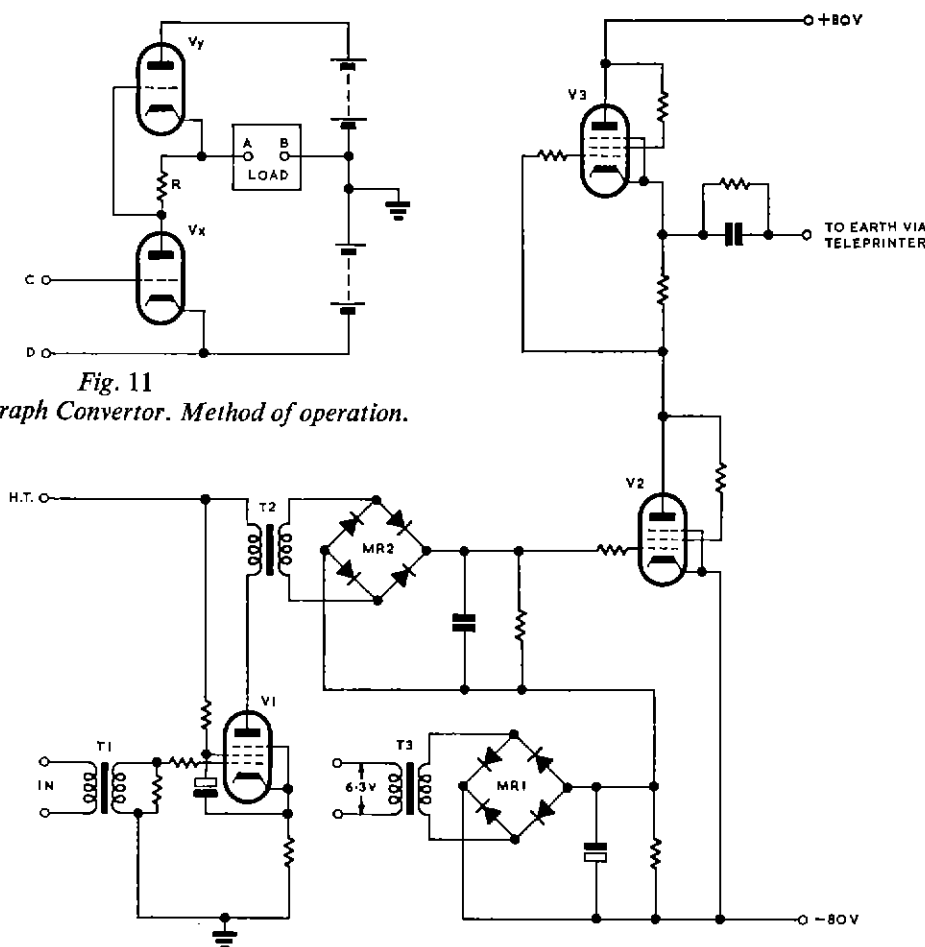 Vy
A B
LOAD
R
Vx
C
D
Fig. 11
raph Convertor. Method of operation.
+80V
V3
TO EARTH VIA
TELEPRINTER
V2
H.T.
T2
MR2
V1
T1
IN
T3
6·3V
MR1
−80V